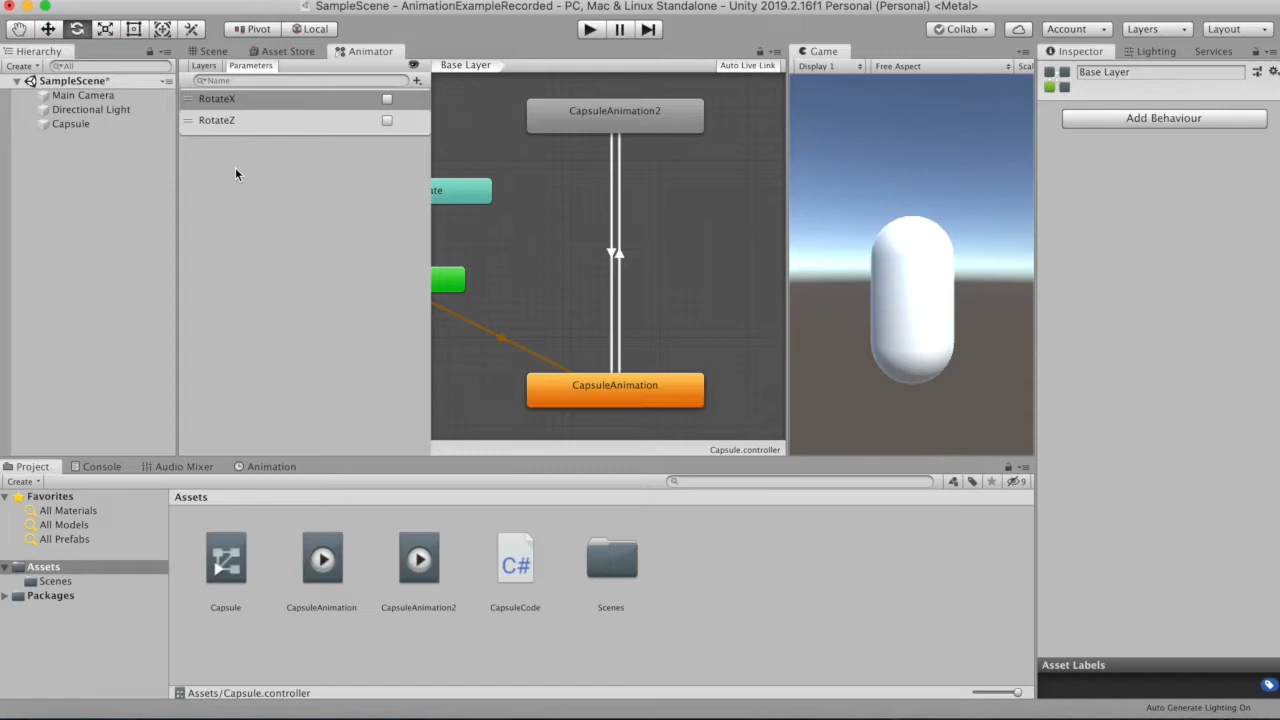 SampleScene - AnimationExampleRecorded - PC, Mac & Linux Standalone - Unity 2019.2.16f1 Personal (Personal) <Metal>
Pivot
Local
Collab
Account
Layers
Layout
Hierarchy
Create
All
SampleScene*
Main Camera
Directional Light
Capsule
Scene
Asset Store
Animator
Layers
Parameters
Name
RotateX
RotateZ
Base Layer
Auto Live Link
CapsuleAnimation2
ate
CapsuleAnimation
Capsule.controller
Game
Display 1
Free Aspect
Scal
Inspector
Lighting
Services
Base Layer
Add Behaviour
Project
Console
Audio Mixer
Animation
Create
9
Favorites
All Materials
All Models
All Prefabs
Assets
Scenes
Packages
Assets
C#
Capsule
CapsuleAnimation
CapsuleAnimation2
CapsuleCode
Scenes
Assets/Capsule.controller
Asset Labels
Auto Generate Lighting On